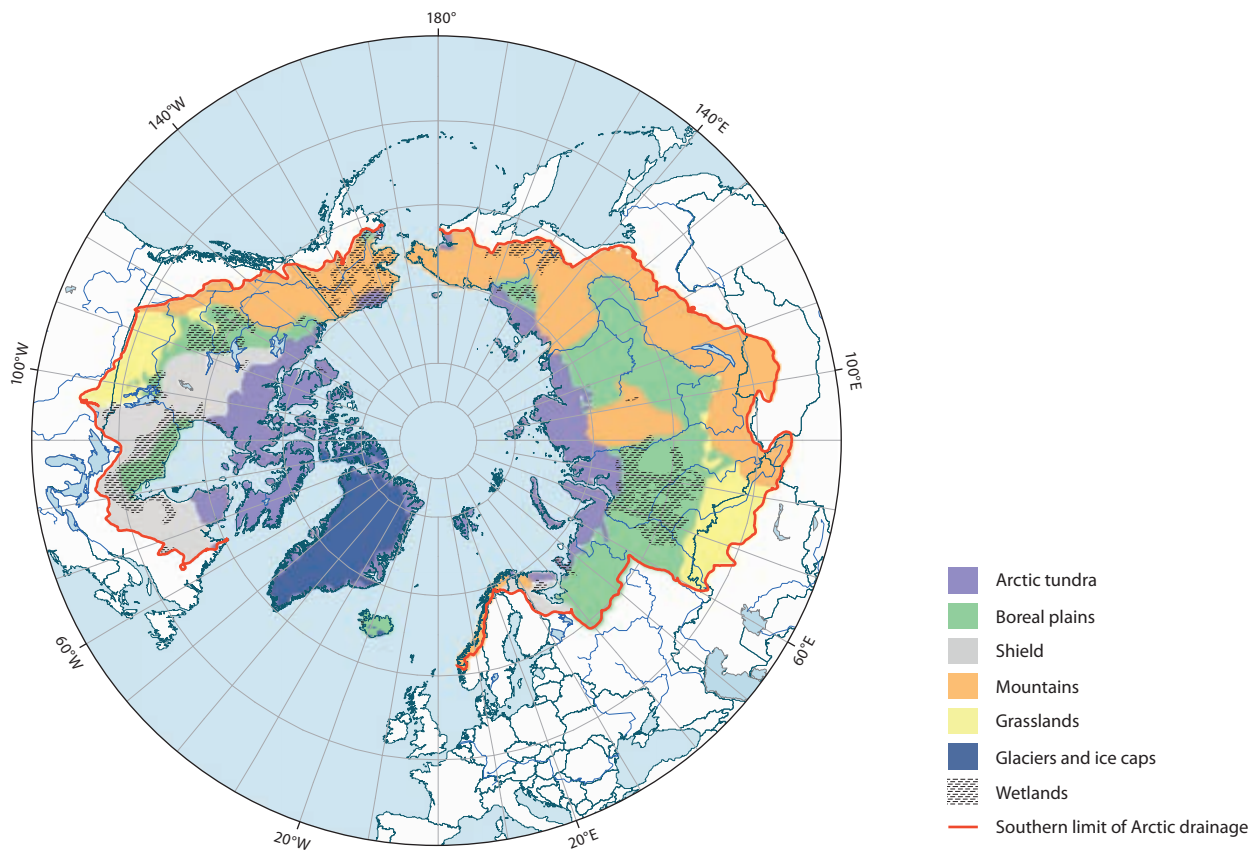 180°
140°W
140°E
100°W
100°E
60°W
60°E
20°W
20°E
Arctic tundra
Boreal plains
Shield
Mountains
Grasslands
Glaciers and ice caps
Wetlands
Southern limit of Arctic drainage